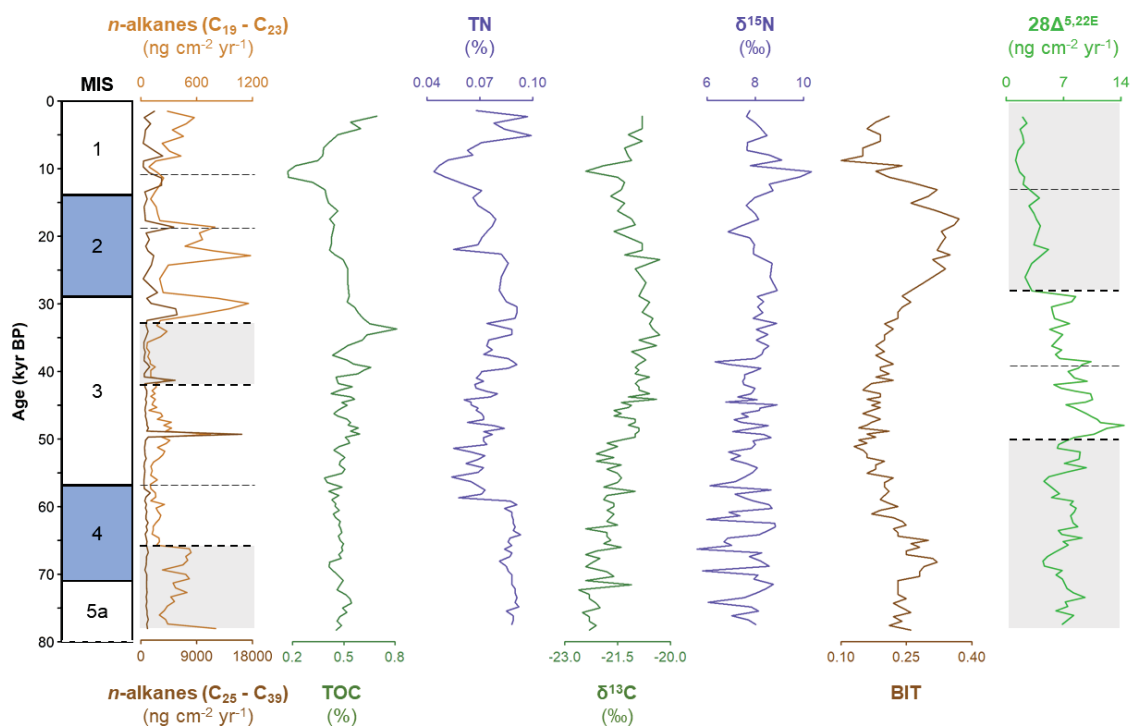 n-alkanes (C19 - C23)
(ng cm-2 yr-1)
TN
(%)
δ15N
(‰)
28Δ5,22E
(ng cm-2 yr-1)
0 600 1200
0.04 0.07 0.10
6 8 10
0 7 14
MIS
Age (kyr BP)
0
10
20
30
40
50
60
70
80
1
2
3
4
5a
0 9000 18000
0.2 0.5 0.8
-23.0 -21.5 -20.0
0.10 0.25 0.40
n-alkanes (C25 - C39)
(ng cm-2 yr-1)
TOC
(%)
δ13C
(‰)
BIT